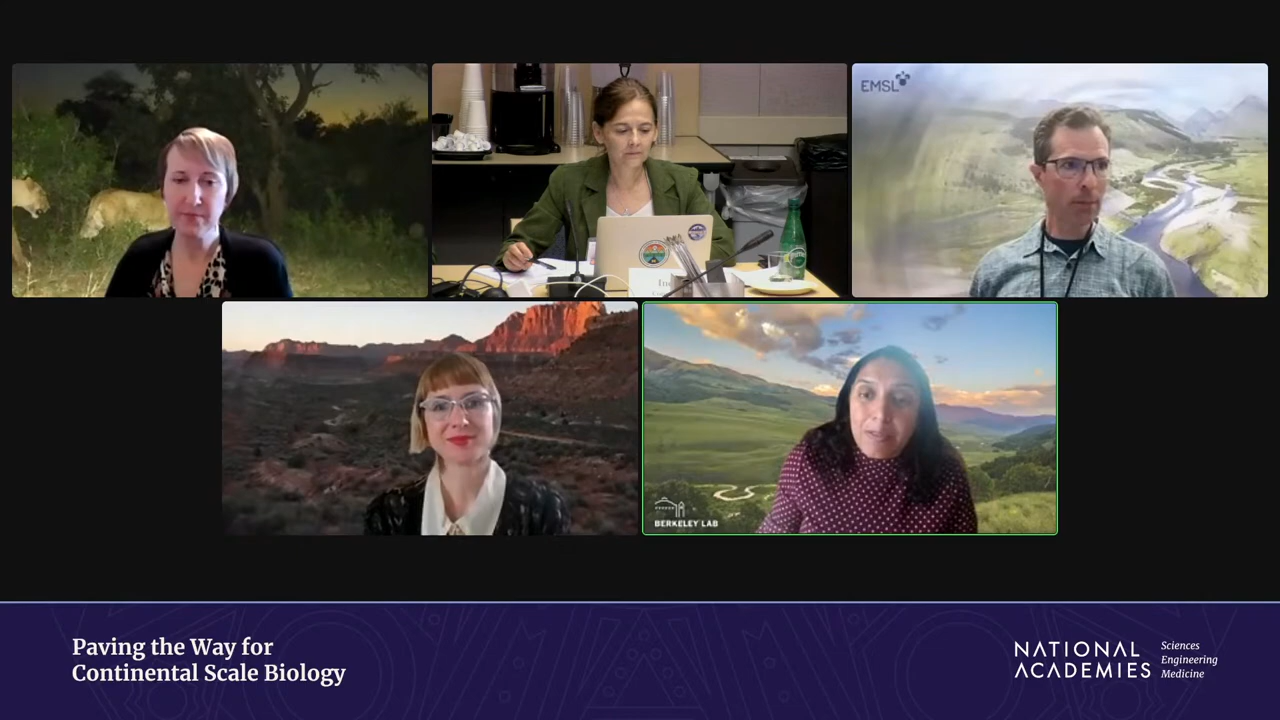 EMSL
BERKELEY LAB
Paving the Way for
Continental Scale Biology
NATIONAL
ACADEMIES
Sciences
Engineering
Medicine